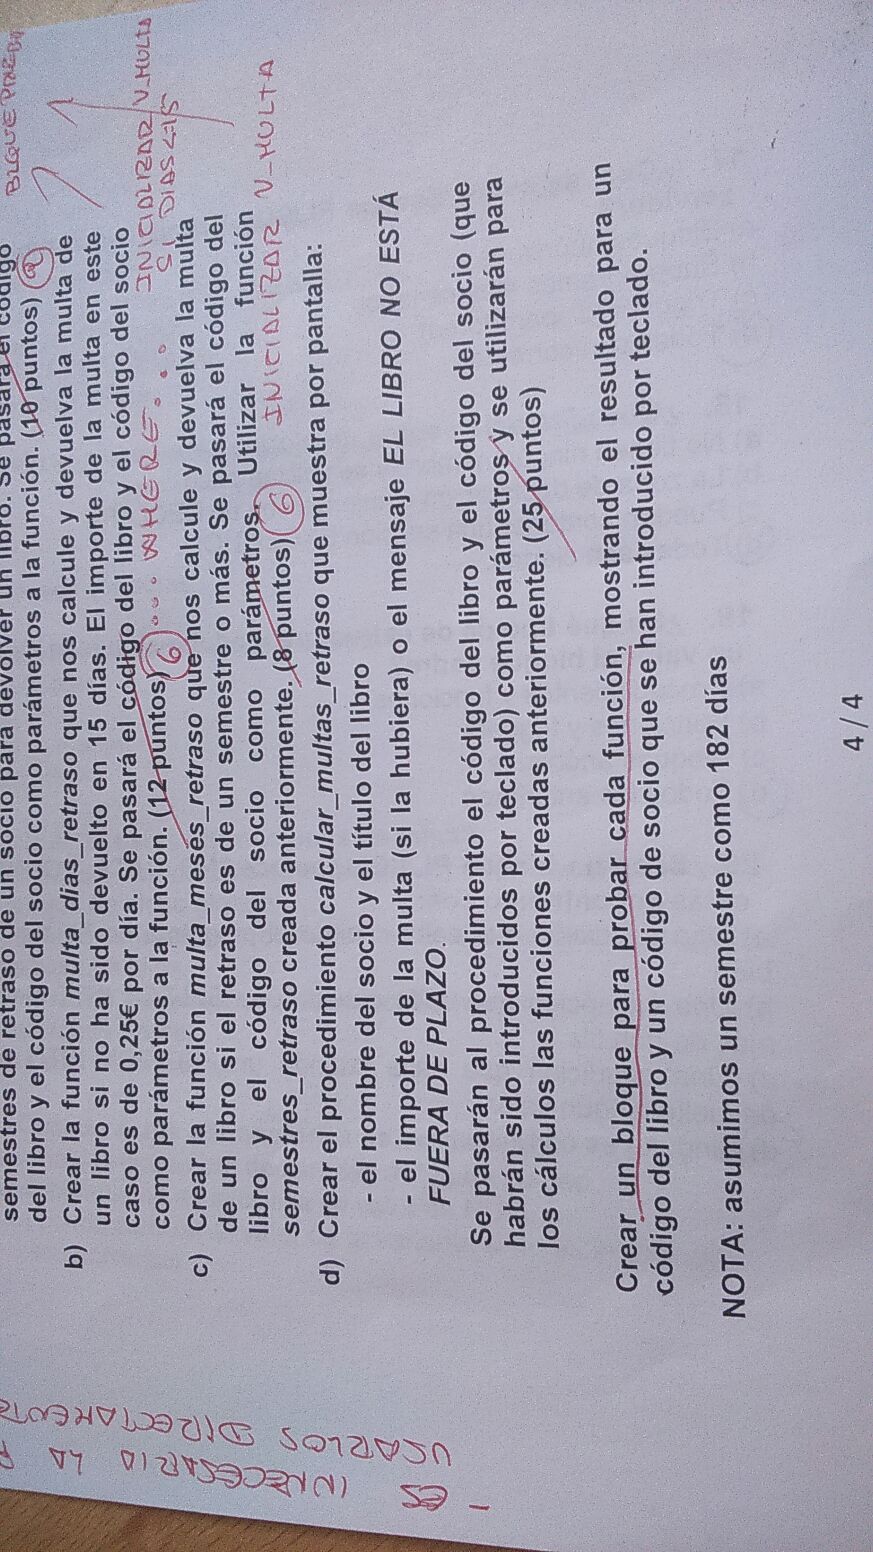 BLQUE PRUEBA
semestres de retraso de un socio para devolver un libro. Se pasará el código
del libro y el código del socio como parámetros a la función. (10 puntos) 2
b) Crear la función multa_días_retraso que nos calcule y devuelva la multa de
un libro si no ha sido devuelto en 15 días. El importe de la multa en este
caso es de 0,25€ por día. Se pasará el código del libro y el código del socio
como parámetros a la función. (12 puntos) 6
... WHERE...
INICIALIZAR V_MULTA
SI DIAS <15
c) Crear la función multa_meses_retraso que nos calcule y devuelva la multa
de un libro si el retraso es de un semestre o más. Se pasará el código del
libro y el código del socio como parámetros. Utilizar la función
semestres_retraso creada anteriormente. (8 puntos) 6
INICIALIZAR V_MULTA
d) Crear el procedimiento calcular_multas_retraso que muestra por pantalla:
- el nombre del socio y el título del libro
- el importe de la multa (si la hubiera) o el mensaje EL LIBRO NO ESTÁ
FUERA DE PLAZO.
Se pasarán al procedimiento el código del libro y el código del socio (que
habrán sido introducidos por teclado) como parámetros y se utilizarán para
los cálculos las funciones creadas anteriormente. (25 puntos)
Crear un bloque para probar cada función, mostrando el resultado para un
código del libro y un código de socio que se han introducido por teclado.
NOTA: asumimos un semestre como 182 días
4 / 4
- ES INNECESARIA LA
USARLOS DIRECTAMENTE